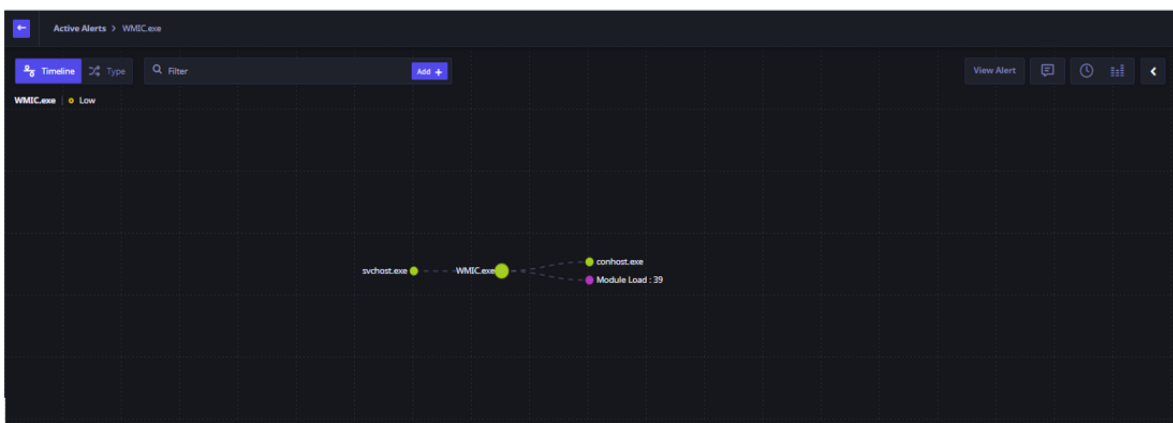 Active Alerts > WMIC.exe
Timeline Type Filter Add + View Alert
WMIC.exe | Low
conhost.exe
svchost.exe WMIC.exe
Module Load : 39